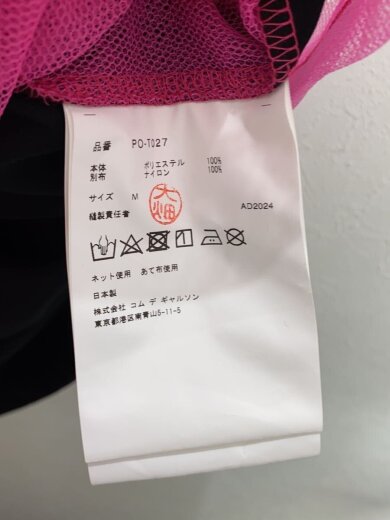 品番 PO-T027
本体 ポリエステル 100%
別布 ナイロン 100%
サイズ M
大畑
縫製責任者 AD2024
ネット使用 あて布使用
日本製
株式会社 コム デ ギャルソン
東京都港区南青山5-11-5